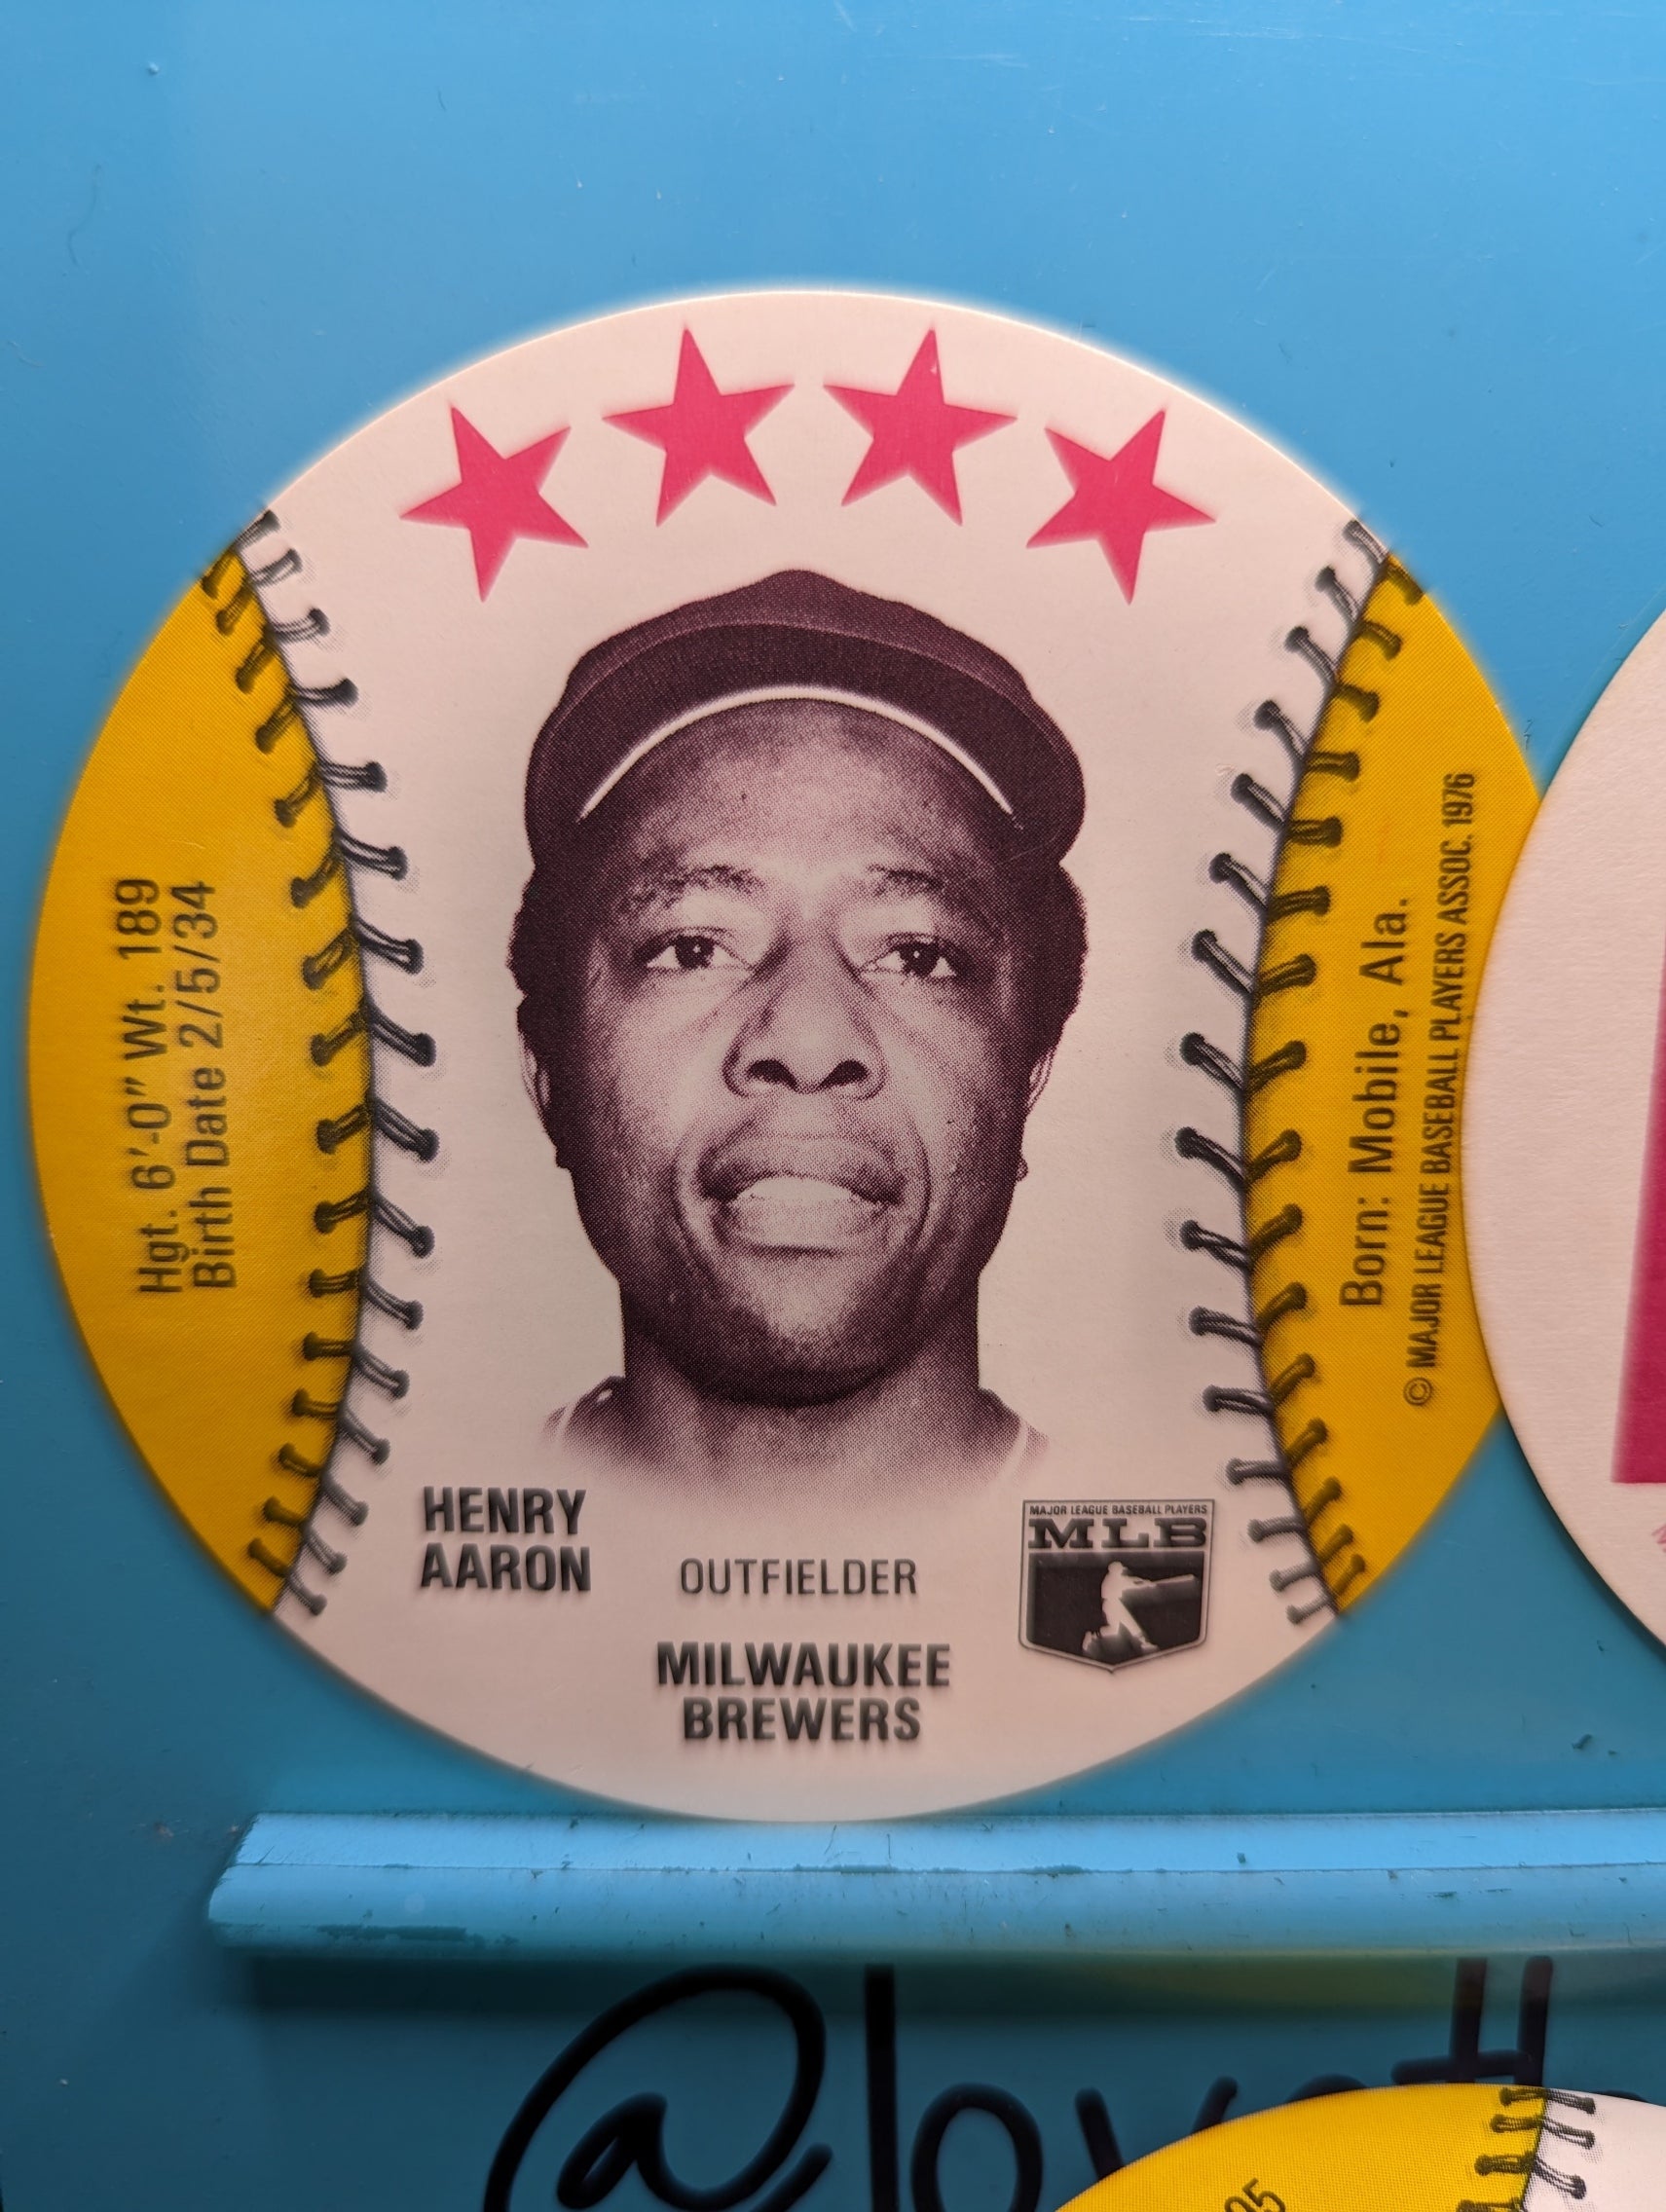 Hgt. 6'-0" Wt. 189
Birth Date 2/5/34
Born: Mobile, Ala.
© MAJOR LEAGUE BASEBALL PLAYERS ASSOC. 1976
HENRY
AARON
OUTFIELDER
MAJOR LEAGUE BASEBALL PLAYERS
MLB
MILWAUKEE
BREWERS